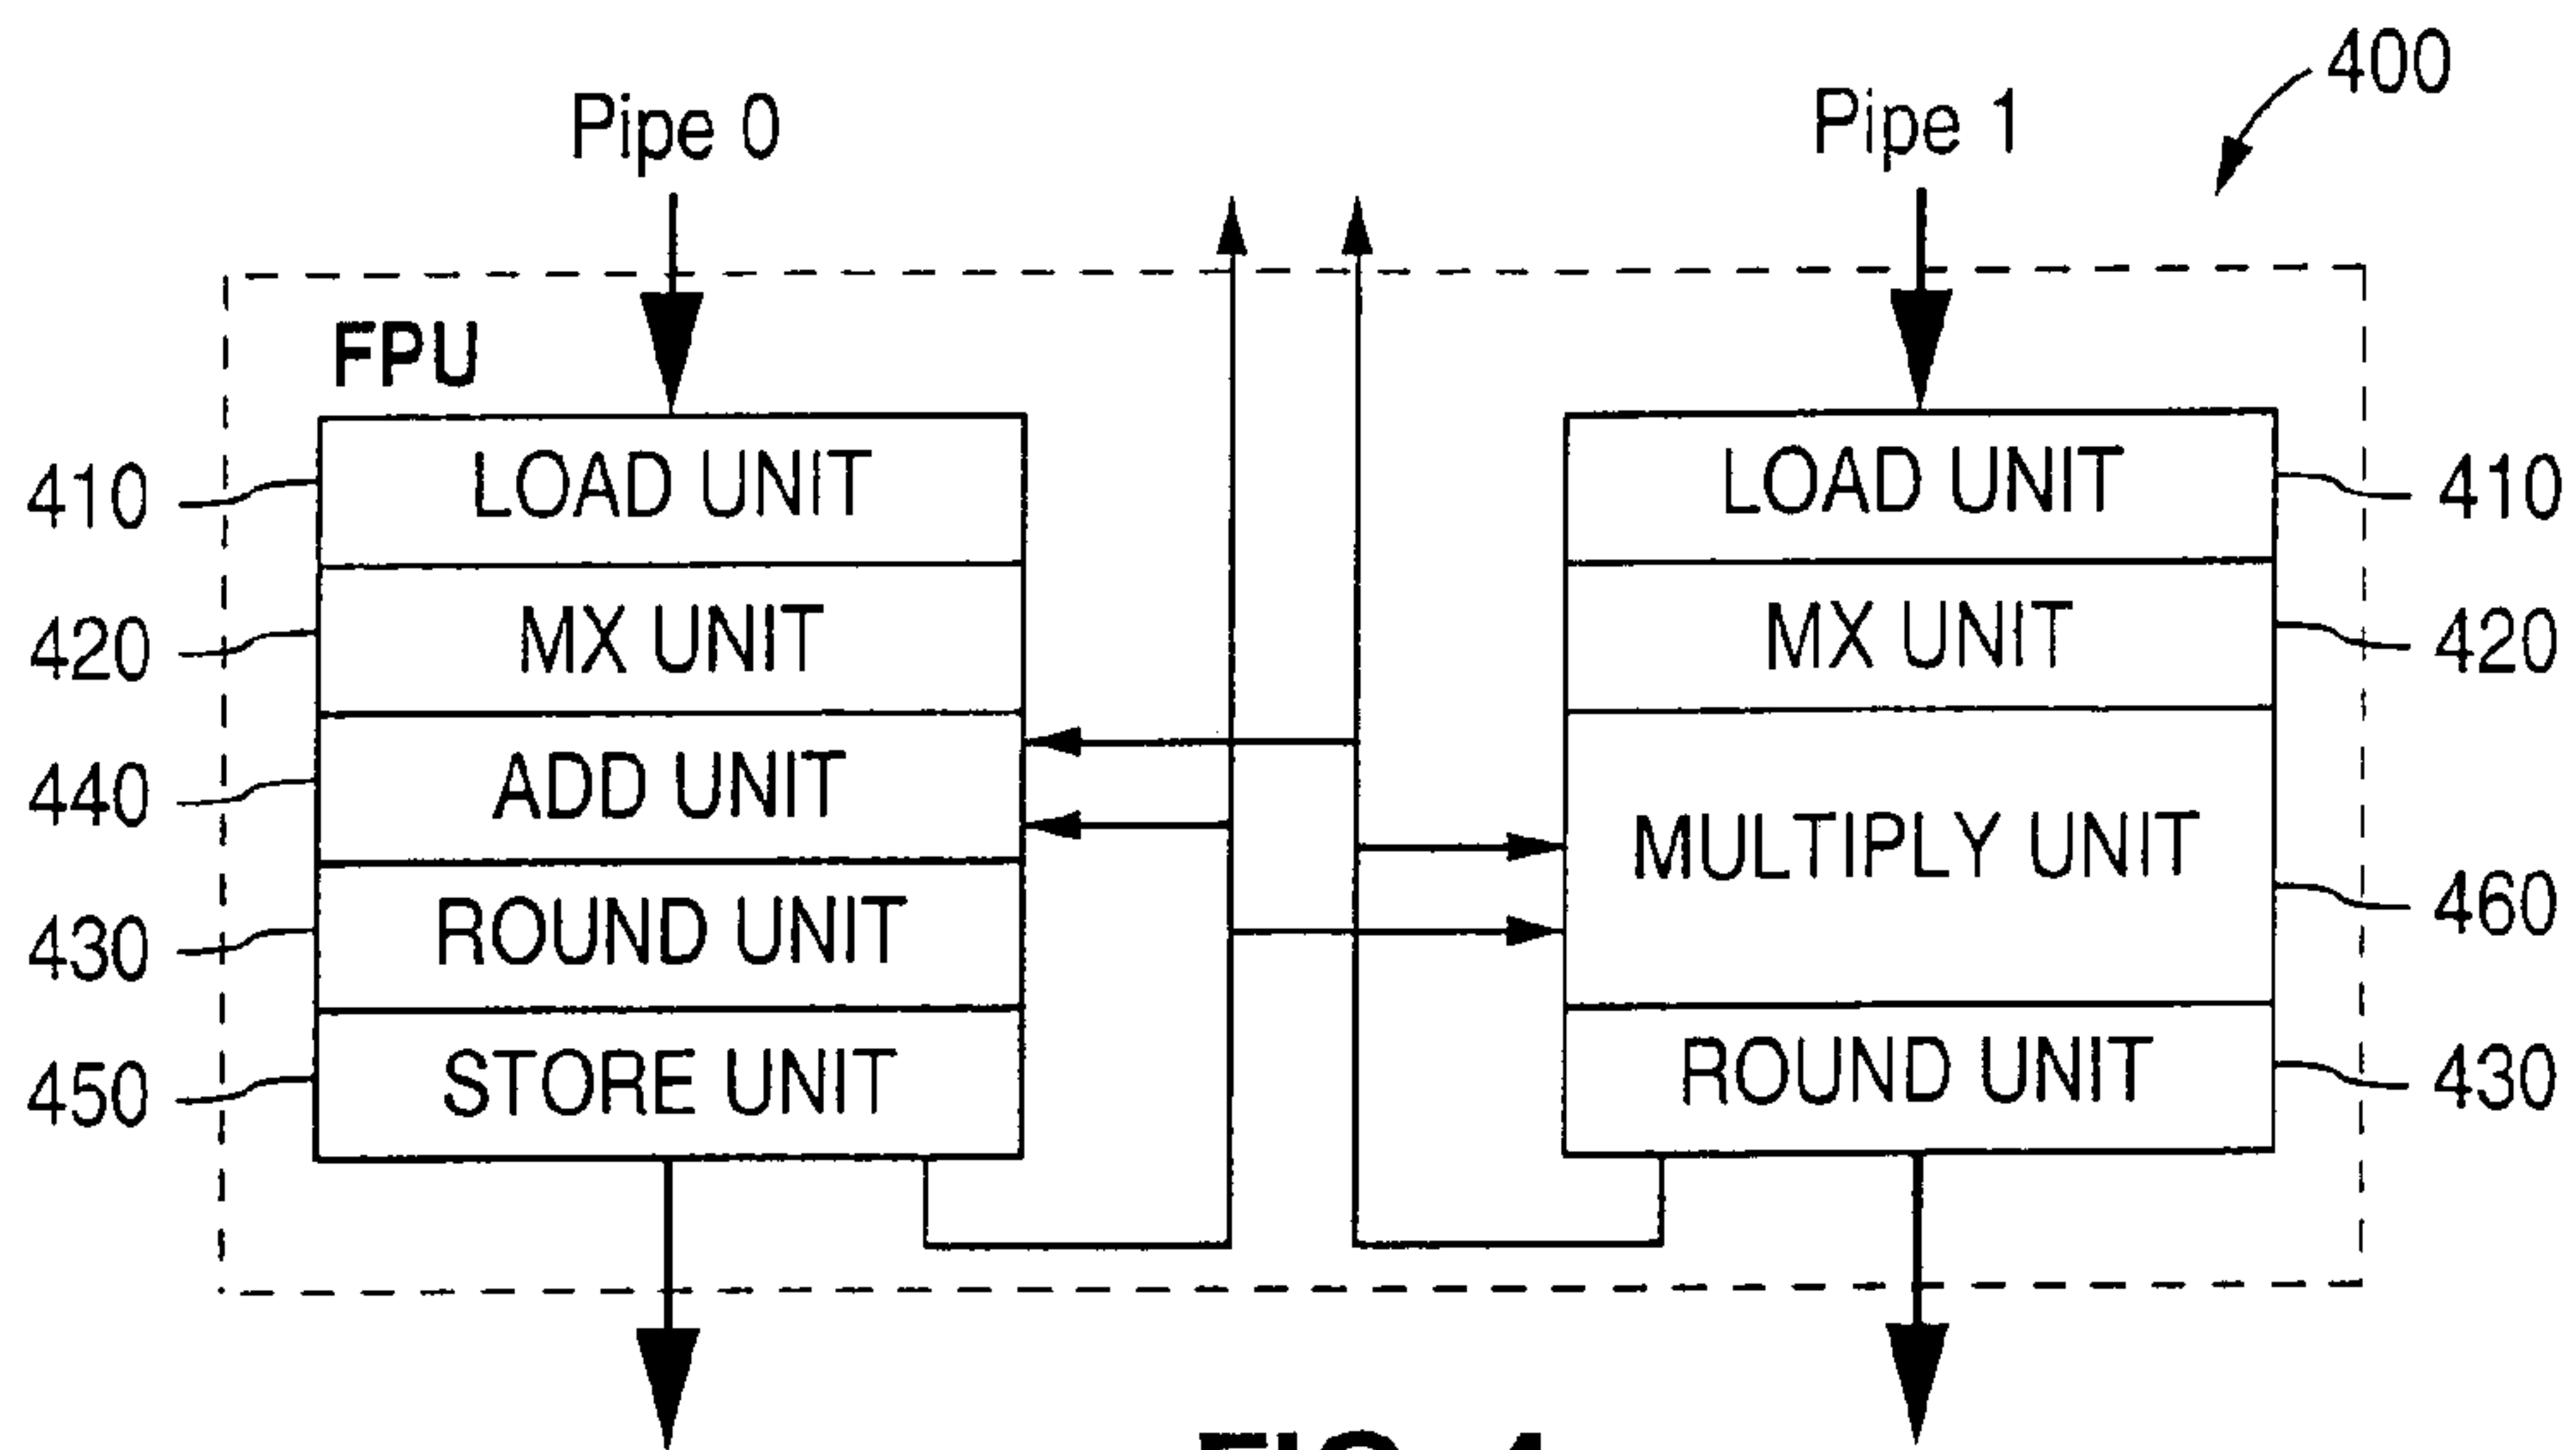 400
Pipe 0
Pipe 1
FPU
410
LOAD UNIT
LOAD UNIT
410
420
MX UNIT
MX UNIT
420
440
ADD UNIT
MULTIPLY UNIT
460
430
ROUND UNIT
ROUND UNIT
430
450
STORE UNIT